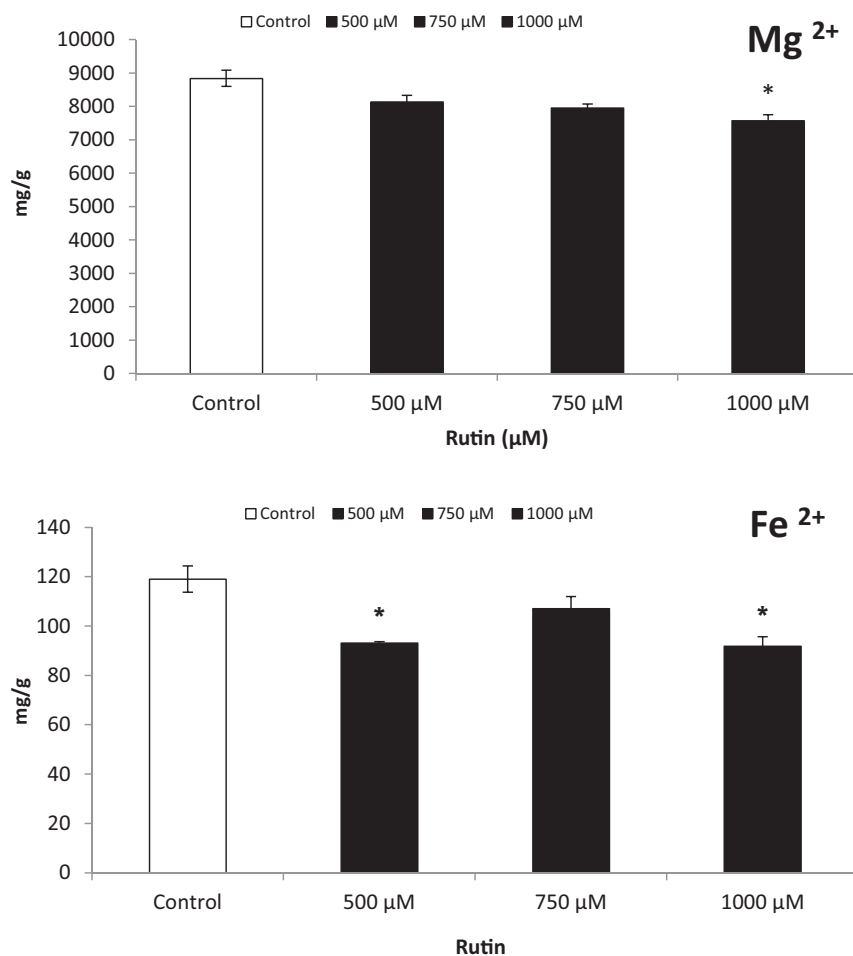 Control 500 µM 750 µM 1000 µM
Mg 2+
10000
9000
8000
7000
6000
5000
4000
3000
2000
1000
0
mg/g
*
Control 500 µM 750 µM 1000 µM
Rutin (µM)
Control 500 µM 750 µM 1000 µM
Fe 2+
140
120
100
80
60
40
20
0
mg/g
* *
Control 500 µM 750 µM 1000 µM
Rutin